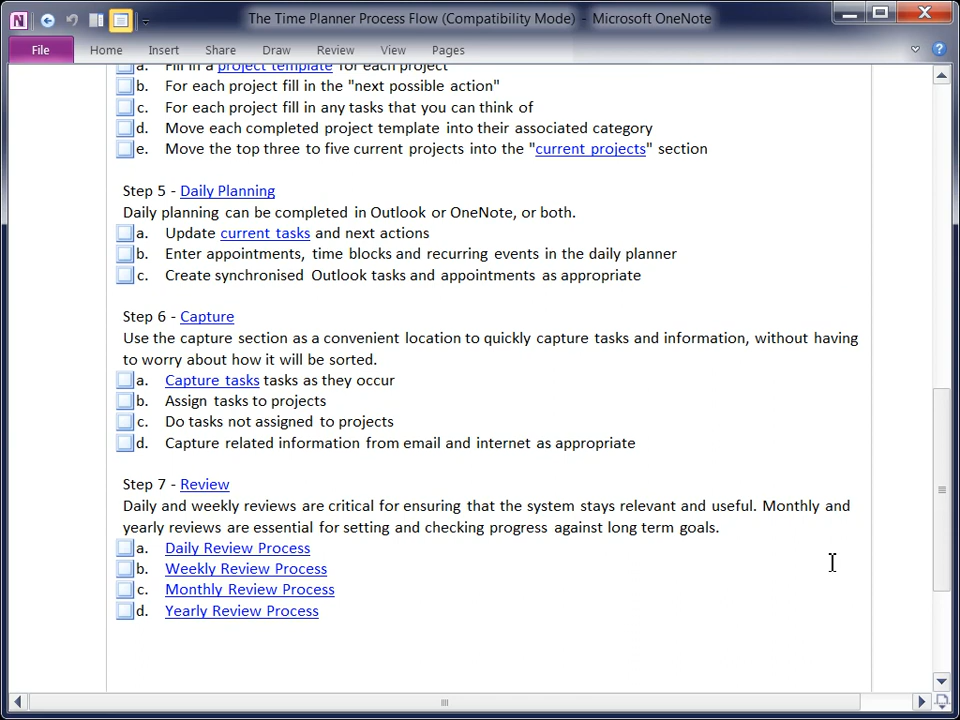 The Time Planner Process Flow (Compatibility Mode) - Microsoft OneNote
File Home Insert Share Draw Review View Pages
a. Fill in a project template for each project
b. For each project fill in the "next possible action"
c. For each project fill in any tasks that you can think of
d. Move each completed project template into their associated category
e. Move the top three to five current projects into the "current projects" section
Step 5 - Daily Planning
Daily planning can be completed in Outlook or OneNote, or both.
a. Update current tasks and next actions
b. Enter appointments, time blocks and recurring events in the daily planner
c. Create synchronised Outlook tasks and appointments as appropriate
Step 6 - Capture
Use the capture section as a convenient location to quickly capture tasks and information, without having
to worry about how it will be sorted.
a. Capture tasks tasks as they occur
b. Assign tasks to projects
c. Do tasks not assigned to projects
d. Capture related information from email and internet as appropriate
Step 7 - Review
Daily and weekly reviews are critical for ensuring that the system stays relevant and useful. Monthly and
yearly reviews are essential for setting and checking progress against long term goals.
a. Daily Review Process
b. Weekly Review Process
c. Monthly Review Process
d. Yearly Review Process